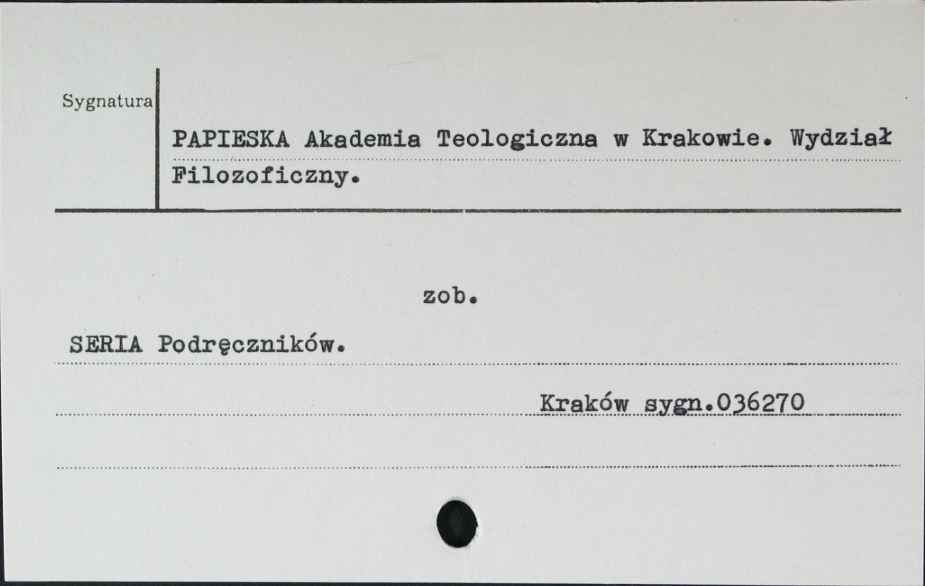 Sygnatura
PAPIESKA Akademia Teologiczna w Krakowie. Wydział
Filozoficzny.
zob.
SERIA Podręczników.
Kraków sygn.036270